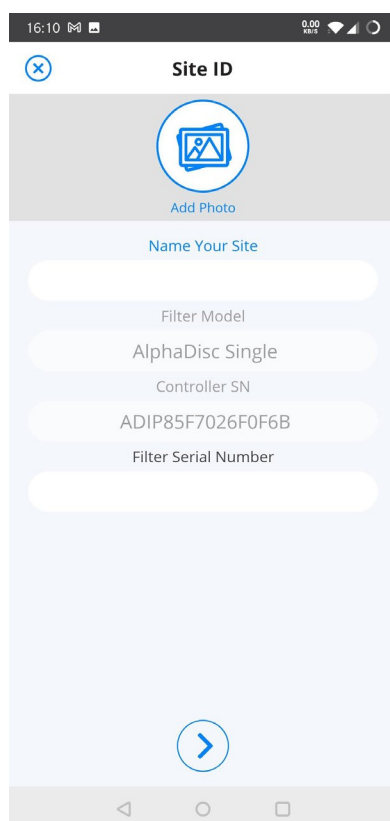 16:10 0.00
KB/S
Site ID
Add Photo
Name Your Site
Filter Model
AlphaDisc Single
Controller SN
ADIP85F7026F0F6B
Filter Serial Number